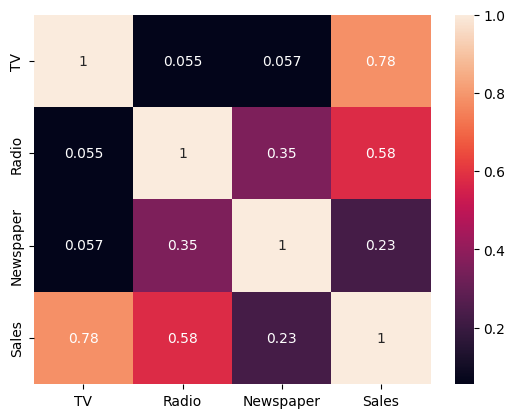 TV 1 0.055 0.057 0.78
Radio 0.055 1 0.35 0.58
Newspaper 0.057 0.35 1 0.23
Sales 0.78 0.58 0.23 1
TV Radio Newspaper Sales
1.0
0.8
0.6
0.4
0.2